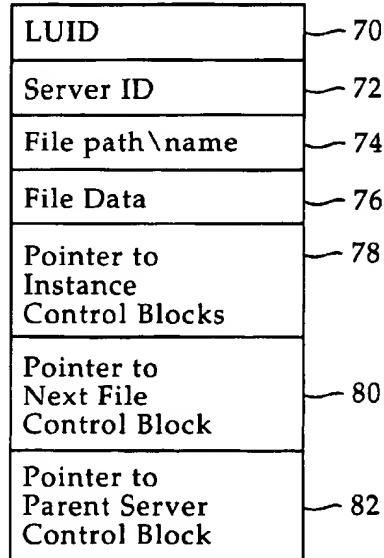 LUID 70
Server ID 72
File path\name 74
File Data 76
Pointer to 78
Instance
Control Blocks
Pointer to
Next File 80
Control Block
Pointer to
Parent Server 82
Control Block